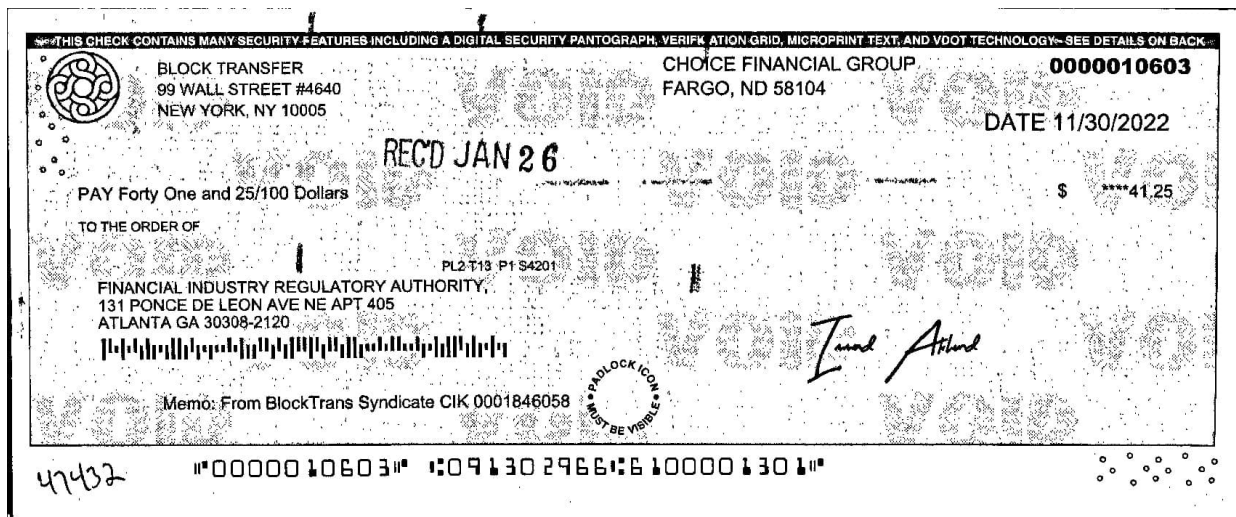 THIS CHECK CONTAINS MANY SECURITY FEATURES INCLUDING A DIGITAL SECURITY PANTOGRAPH, VERIFICATION GRID, MICROPRINT TEXT, AND VDOT TECHNOLOGY - SEE DETAILS ON BACK
BLOCK TRANSFER
99 WALL STREET #4640
NEW YORK, NY 10005
CHOICE FINANCIAL GROUP
FARGO, ND 58104
0000010603
DATE 11/30/2022
REC'D JAN 26
PAY Forty One and 25/100 Dollars
$ ****41.25
TO THE ORDER OF
PL2 T13 P1 S4201
FINANCIAL INDUSTRY REGULATORY AUTHORITY,
131 PONCE DE LEON AVE NE APT 405
ATLANTA GA 30308-2120
PADLOCK ICON
MUST BE VISIBLE
Memo: From BlockTrans Syndicate CIK 0001846058
VOID
47432
⑈0000010603⑈ ⑆091302966⑆6100001301⑈